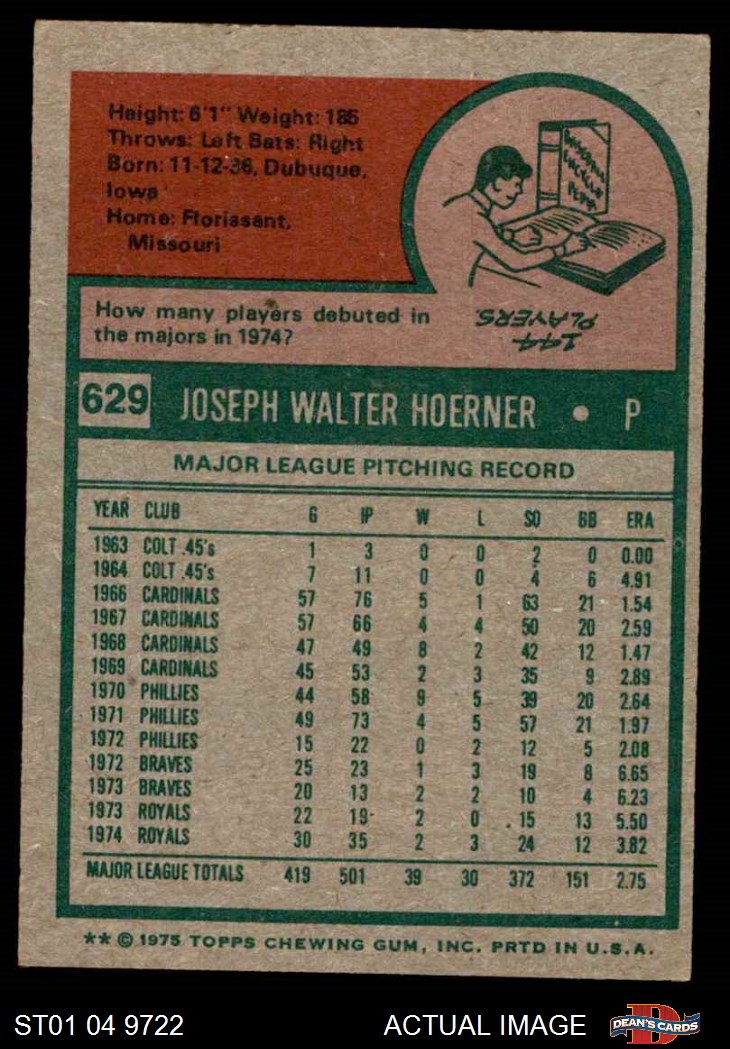 Height: 6'1" Weight: 185
Throws: Left Bats: Right
Born: 11-12-36, Dubuque,
Iowa
Home: Florissant,
Missouri
How many players debuted in
the majors in 1974?
144
PLAYERS.
629 JOSEPH WALTER HOERNER • P
MAJOR LEAGUE PITCHING RECORD
YEAR CLUB G IP W L SO BB ERA
1963 COLT .45's 1 3 0 0 2 0 0.00
1964 COLT .45's 7 11 0 0 4 6 4.91
1966 CARDINALS 57 76 5 1 63 21 1.54
1967 CARDINALS 57 66 4 4 50 20 2.59
1968 CARDINALS 47 49 8 2 42 12 1.47
1969 CARDINALS 45 53 2 3 35 9 2.89
1970 PHILLIES 44 58 9 5 39 20 2.64
1971 PHILLIES 49 73 4 5 57 21 1.97
1972 PHILLIES 15 22 0 2 12 5 2.08
1972 BRAVES 25 23 1 3 19 8 6.65
1973 BRAVES 20 13 2 2 10 4 6.23
1973 ROYALS 22 19 2 0 15 13 5.50
1974 ROYALS 30 35 2 3 24 12 3.82
MAJOR LEAGUE TOTALS 419 501 39 30 372 151 2.75
** © 1975 TOPPS CHEWING GUM, INC. PRTD IN U.S.A.
ST01 04 9722 ACTUAL IMAGE DEAN'S CARDS